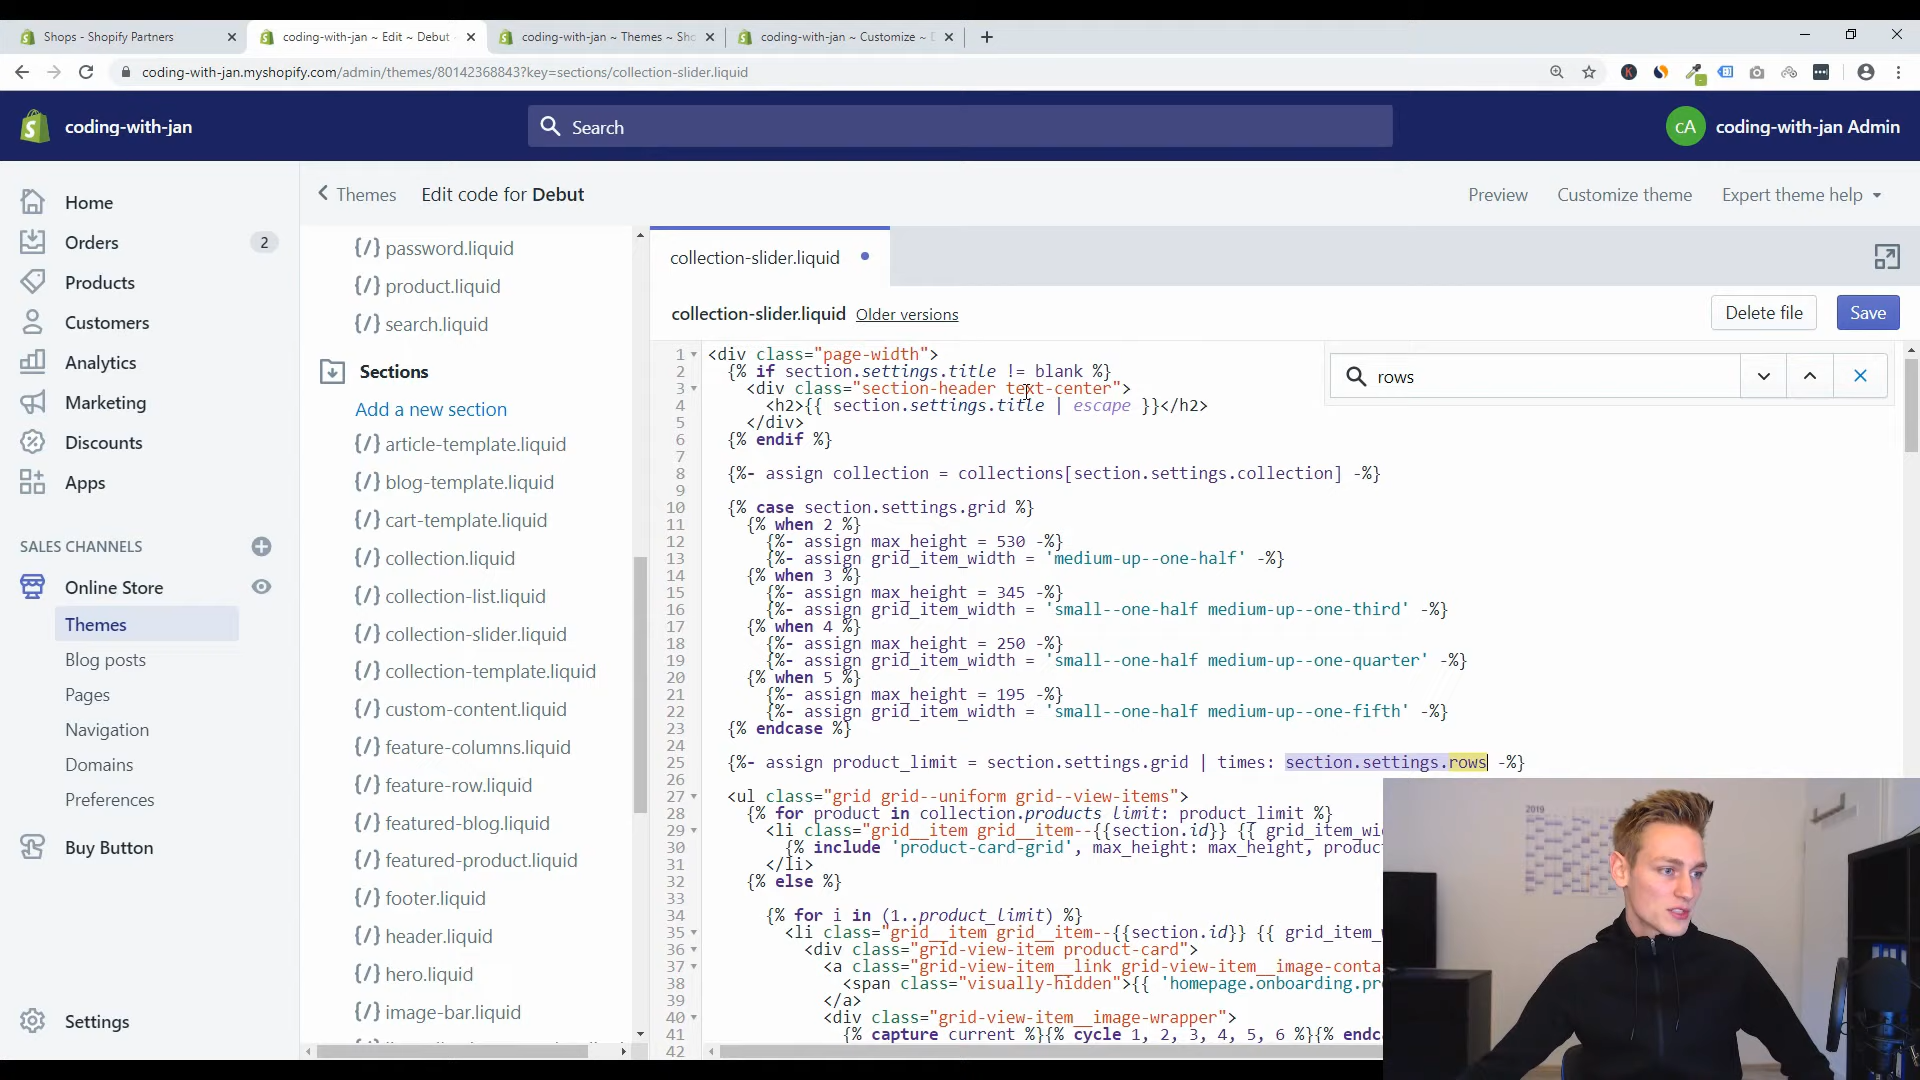 Shops - Shopify Partners
coding-with-jan ~ Edit ~ Debut
coding-with-jan ~ Themes ~ Sho
coding-with-jan ~ Customize ~
coding-with-jan.myshopify.com/admin/themes/80142368843?key=sections/collection-slider.liquid
coding-with-jan
Search
cA
coding-with-jan Admin
Home
Orders
2
Products
Customers
Analytics
Marketing
Discounts
Apps
SALES CHANNELS
Online Store
Themes
Blog posts
Pages
Navigation
Domains
Preferences
Buy Button
Settings
Themes
Edit code for Debut
Preview
Customize theme
Expert theme help
{/} password.liquid
{/} product.liquid
{/} search.liquid
Sections
Add a new section
{/} article-template.liquid
{/} blog-template.liquid
{/} cart-template.liquid
{/} collection.liquid
{/} collection-list.liquid
{/} collection-slider.liquid
{/} collection-template.liquid
{/} custom-content.liquid
{/} feature-columns.liquid
{/} feature-row.liquid
{/} featured-blog.liquid
{/} featured-product.liquid
{/} footer.liquid
{/} header.liquid
{/} hero.liquid
{/} image-bar.liquid
collection-slider.liquid
collection-slider.liquid Older versions
Delete file
Save
rows
1 <div class="page-width">
2 {% if section.settings.title != blank %}
3 <div class="section-header text-center">
4 <h2>{{ section.settings.title | escape }}</h2>
5 </div>
6 {% endif %}
7
8 {%- assign collection = collections[section.settings.collection] -%}
9
10 {% case section.settings.grid %}
11 {% when 2 %}
12 {%- assign max_height = 530 -%}
13 {%- assign grid_item_width = 'medium-up--one-half' -%}
14 {% when 3 %}
15 {%- assign max_height = 345 -%}
16 {%- assign grid_item_width = 'small--one-half medium-up--one-third' -%}
17 {% when 4 %}
18 {%- assign max_height = 250 -%}
19 {%- assign grid_item_width = 'small--one-half medium-up--one-quarter' -%}
20 {% when 5 %}
21 {%- assign max_height = 195 -%}
22 {%- assign grid_item_width = 'small--one-half medium-up--one-fifth' -%}
23 {% endcase %}
24
25 {%- assign product_limit = section.settings.grid | times: section.settings.rows -%}
26
27 <ul class="grid grid--uniform grid--view-items">
28 {% for product in collection.products limit: product_limit %}
29 <li class="grid__item grid__item--{{section.id}} {{ grid_item_wi
30 {% include 'product-card-grid', max_height: max_height, produc
31 </li>
32 {% else %}
33
34 {% for i in (1..product_limit) %}
35 <li class="grid__item grid__item--{{section.id}} {{ grid_item_w
36 <div class="grid-view-item product-card">
37 <a class="grid-view-item__link grid-view-item__image-conta
38 <span class="visually-hidden">{{ 'homepage.onboarding.pr
39 </a>
40 <div class="grid-view-item__image-wrapper">
41 {% capture current %}{% cycle 1, 2, 3, 4, 5, 6 %}{% endc
42
2019